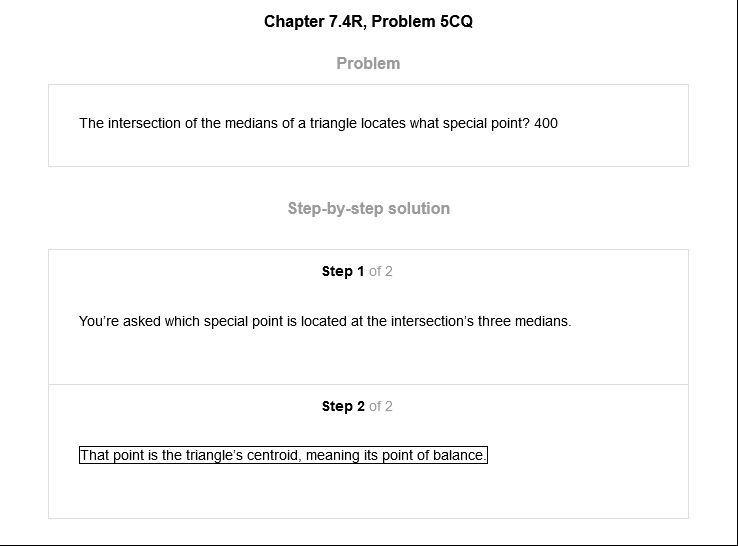 Chapter 7.4R, Problem 5CQ
Problem
The intersection of the medians of a triangle locates what special point? 400
Step-by-step solution
Step 1 of 2
You’re asked which special point is located at the intersection’s three medians.
Step 2 of 2
That point is the triangle’s centroid, meaning its point of balance.